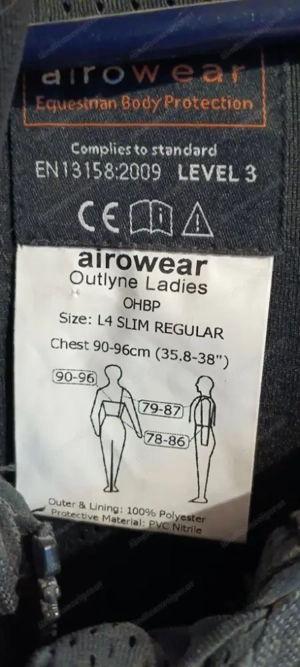 airowear
Equestrian Body Protection
Complies to standard
EN13158:2009 LEVEL 3
CE
airowear
Outlyne Ladies
OHBP
Size: L4 SLIM REGULAR
Chest 90-96cm (35.8-38")
90-96
79-87
78-86
Outer & Lining: 100% Polyester
Protective Material: PVC Nitrile